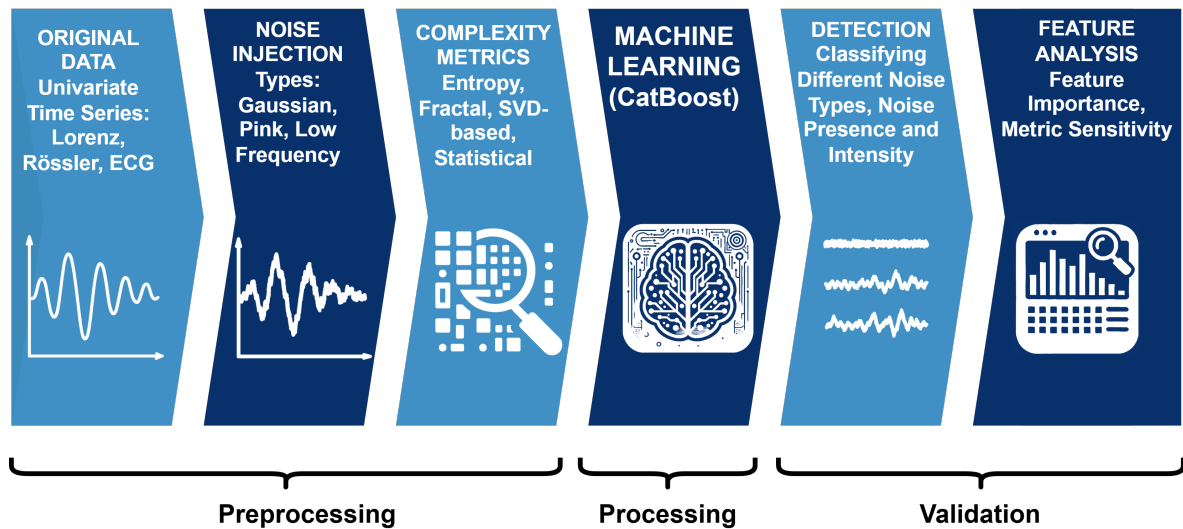 ORIGINAL
DATA
Univariate
Time Series:
Lorenz,
Rössler, ECG
NOISE
INJECTION
Types:
Gaussian,
Pink, Low
Frequency
COMPLEXITY
METRICS
Entropy,
Fractal, SVD-
based,
Statistical
MACHINE
LEARNING
(CatBoost)
DETECTION
Classifying
Different Noise
Types, Noise
Presence and
Intensity
FEATURE
ANALYSIS
Feature
Importance,
Metric Sensitivity
Preprocessing
Processing
Validation